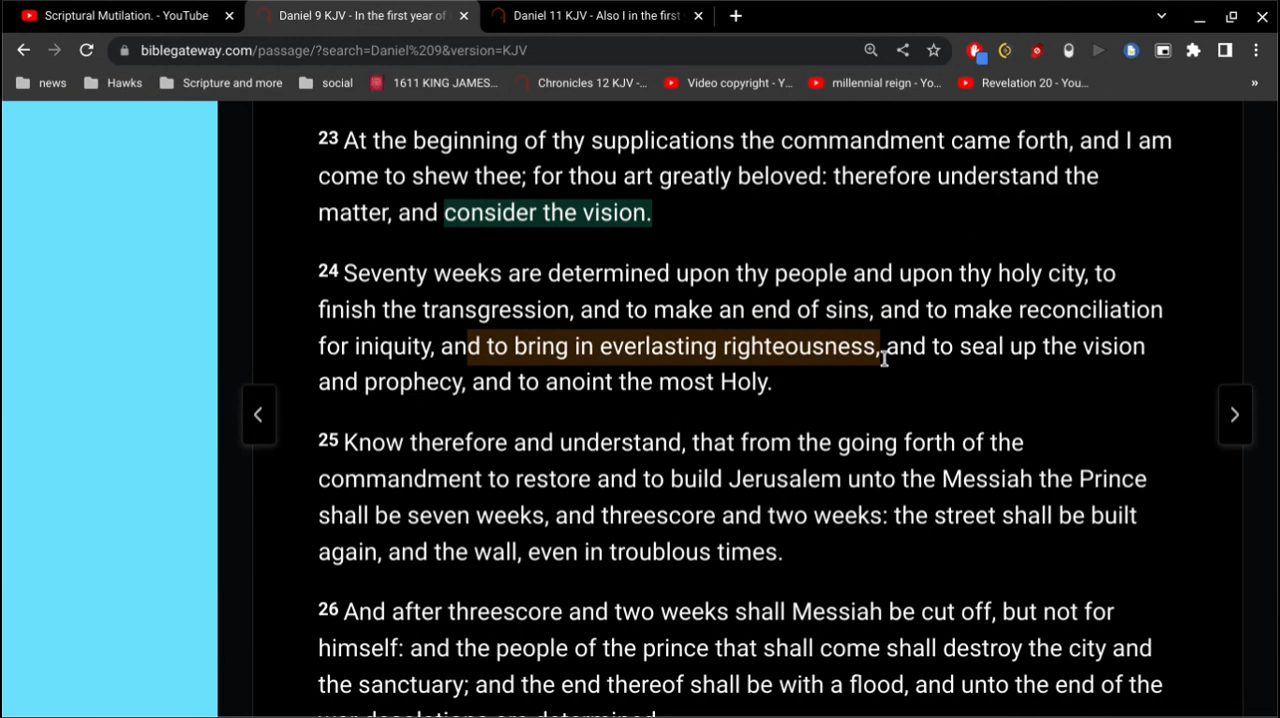 Scriptural Mutilation. - YouTube
Daniel 9 KJV - In the first year of
Daniel 11 KJV - Also I in the first
biblegateway.com/passage/?search=Daniel%209&version=KJV
news Hawks Scripture and more social 1611 KING JAMES... Chronicles 12 KJV -... Video copyright - Y... millennial reign - Yo... Revelation 20 - You... »
23 At the beginning of thy supplications the commandment came forth, and I am
come to shew thee; for thou art greatly beloved: therefore understand the
matter, and consider the vision.
24 Seventy weeks are determined upon thy people and upon thy holy city, to
finish the transgression, and to make an end of sins, and to make reconciliation
for iniquity, and to bring in everlasting righteousness, and to seal up the vision
and prophecy, and to anoint the most Holy.
25 Know therefore and understand, that from the going forth of the
commandment to restore and to build Jerusalem unto the Messiah the Prince
shall be seven weeks, and threescore and two weeks: the street shall be built
again, and the wall, even in troublous times.
26 And after threescore and two weeks shall Messiah be cut off, but not for
himself: and the people of the prince that shall come shall destroy the city and
the sanctuary; and the end thereof shall be with a flood, and unto the end of the
war desolations are determined.